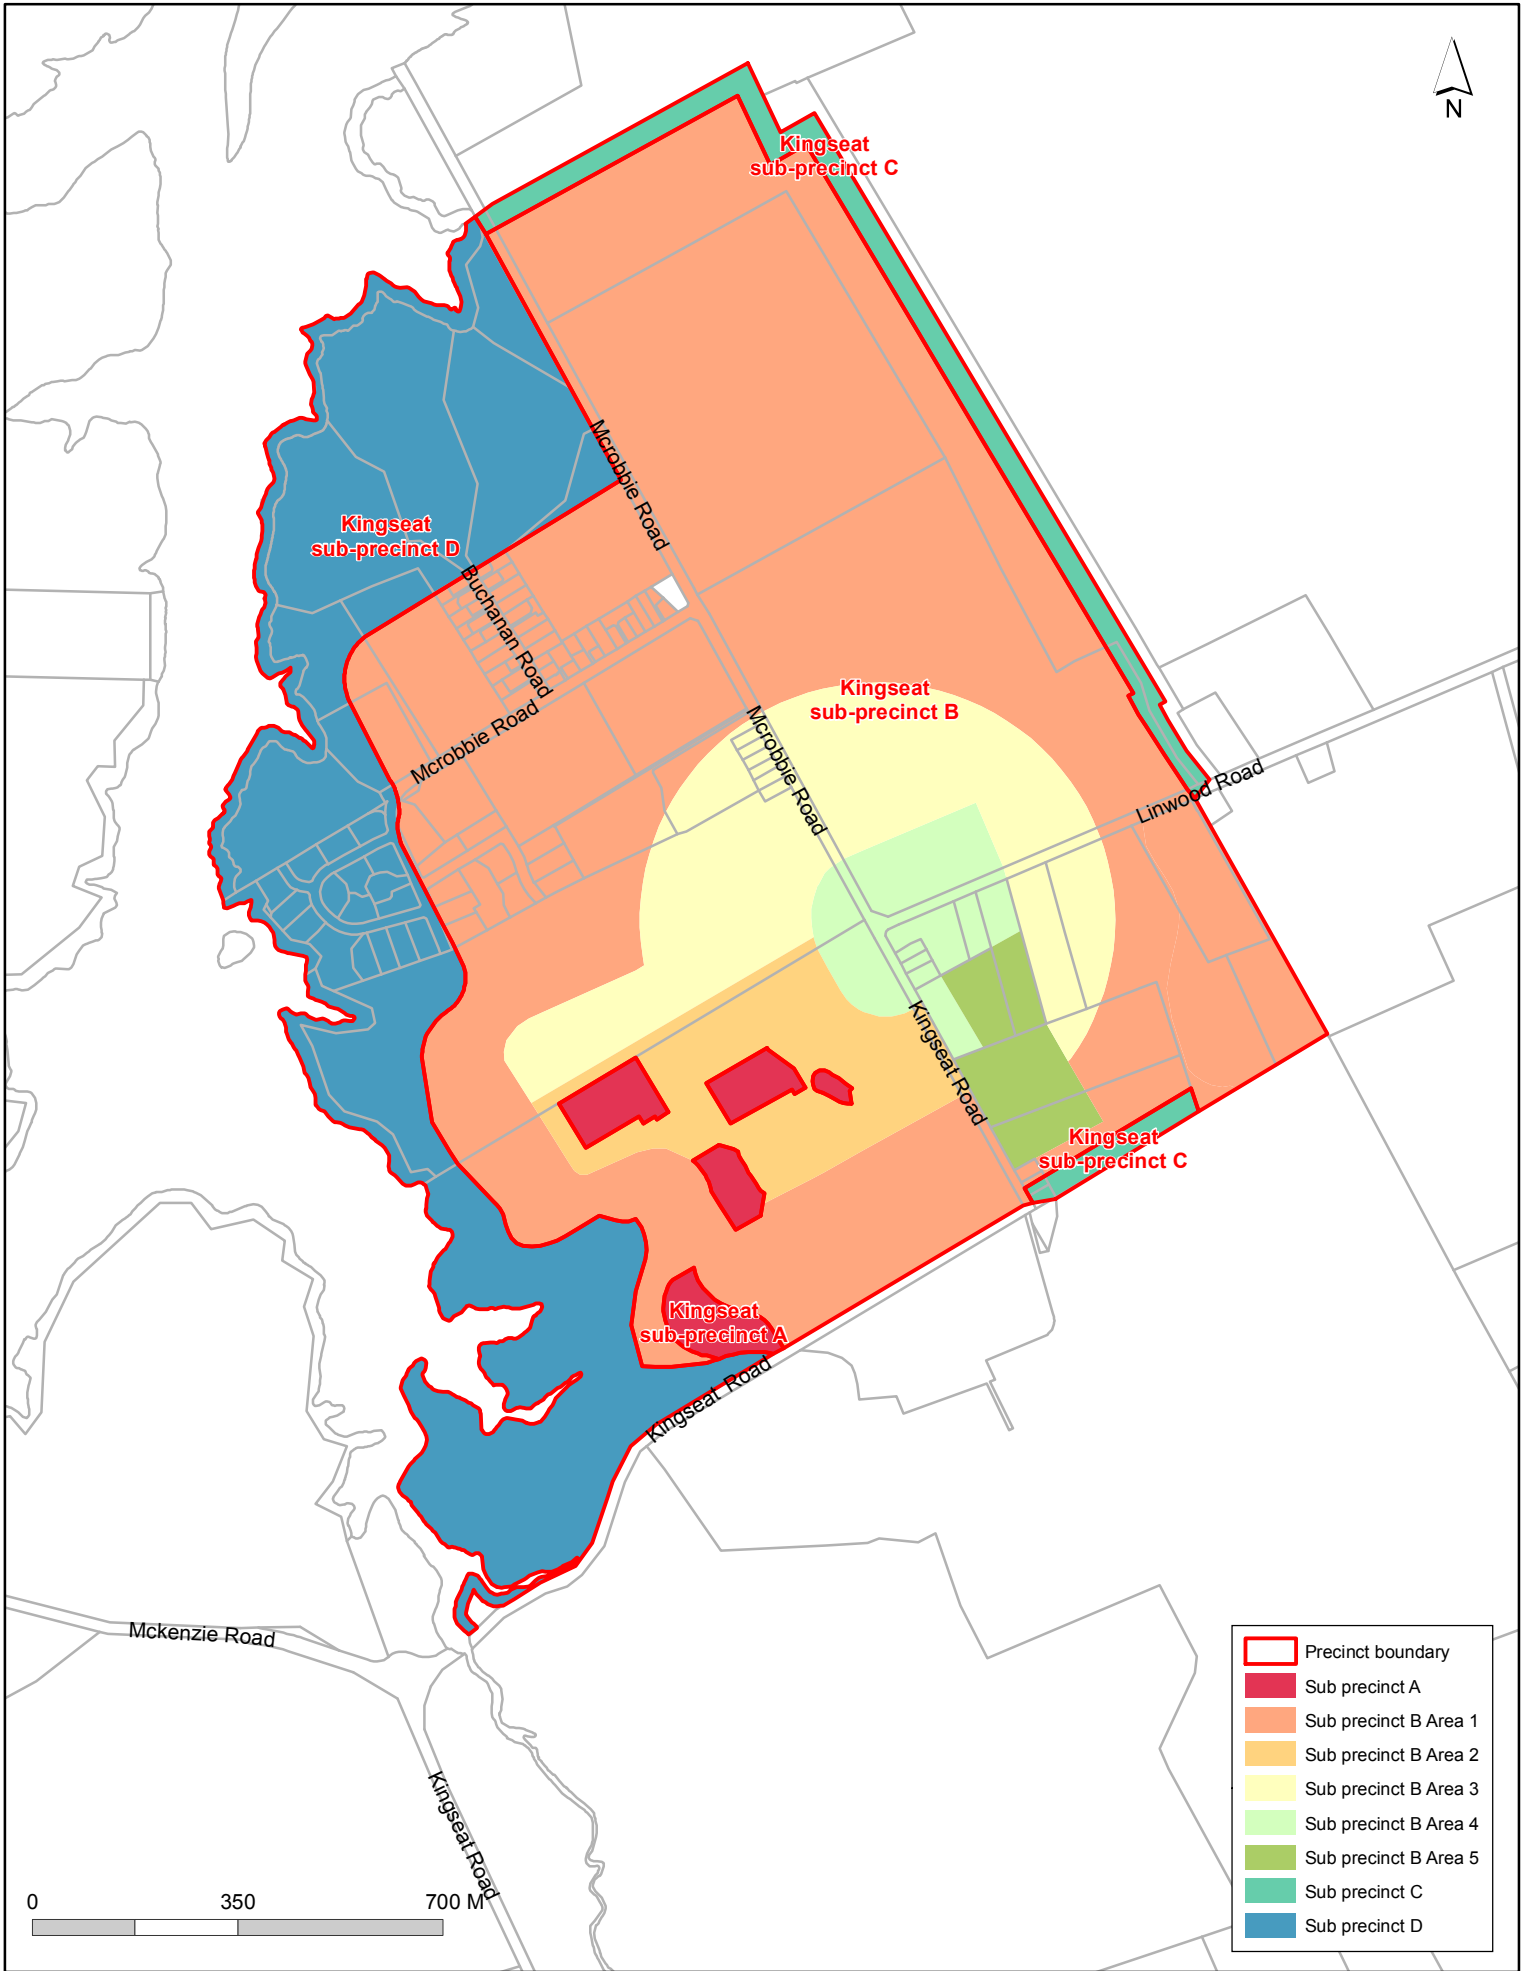 N
Kingseat
sub-precinct C
Mcrobbie Road
Kingseat
sub-precinct D
Buchanan Road
Mcrobbie Road
Kingseat
sub-precinct B
Mcrobbie Road
Linwood Road
Kingseat Road
Kingseat
sub-precinct C
Kingseat
sub-precinct A
Kingseat Road
Mckenzie Road
Kingseat Road
0 350 700 M
Precinct boundary
Sub precinct A
Sub precinct B Area 1
Sub precinct B Area 2
Sub precinct B Area 3
Sub precinct B Area 4
Sub precinct B Area 5
Sub precinct C
Sub precinct D